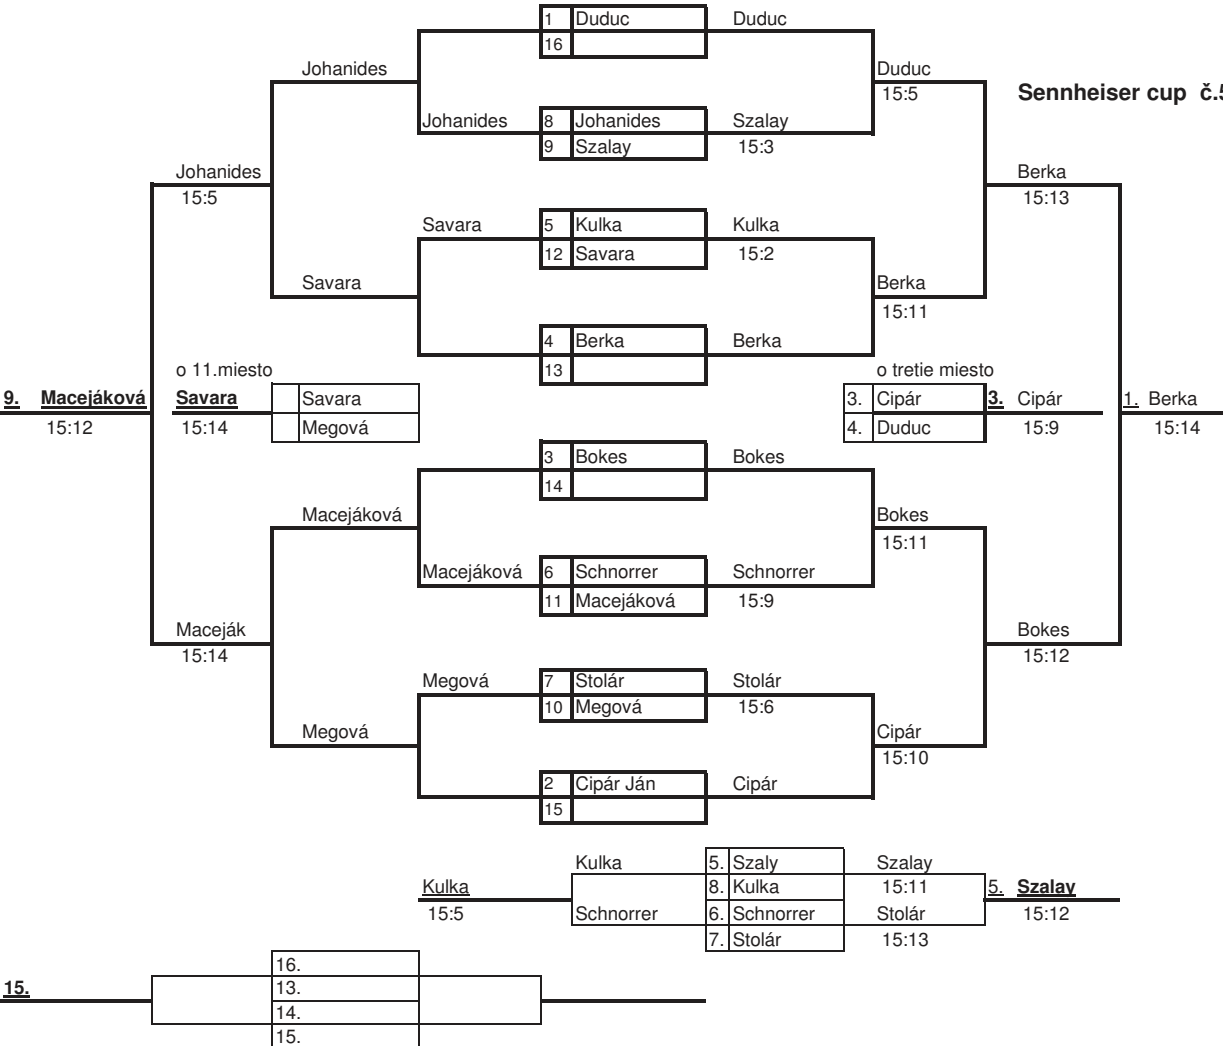 1 Duduc Duduc
16
Johanides Duduc
15:5 Sennheiser cup č.5
Johanides 8 Johanides Szalay
9 Szalay 15:3
Johanides Berka
15:5 15:13
Savara 5 Kulka Kulka
12 Savara 15:2
Savara Berka
15:11
4 Berka Berka
13
o 11.miesto o tretie miesto
9. Macejáková Savara Savara 3. Cipár 3. Cipár 1. Berka
15:12 15:14 Megová 4. Duduc 15:9 15:14
3 Bokes Bokes
14
Macejáková Bokes
15:11
Macejáková 6 Schnorrer Schnorrer
11 Macejáková 15:9
Maceják Bokes
15:14 15:12
Megová 7 Stolár Stolár
10 Megová 15:6
Megová Cipár
15:10
2 Cipár Ján Cipár
15
Kulka 5. Szaly Szalay
Kulka 8. Kulka 15:11 5. Szalay
15:5 Schnorrer 6. Schnorrer Stolár 15:12
7. Stolár 15:13
16.
15. 13.
14.
15.